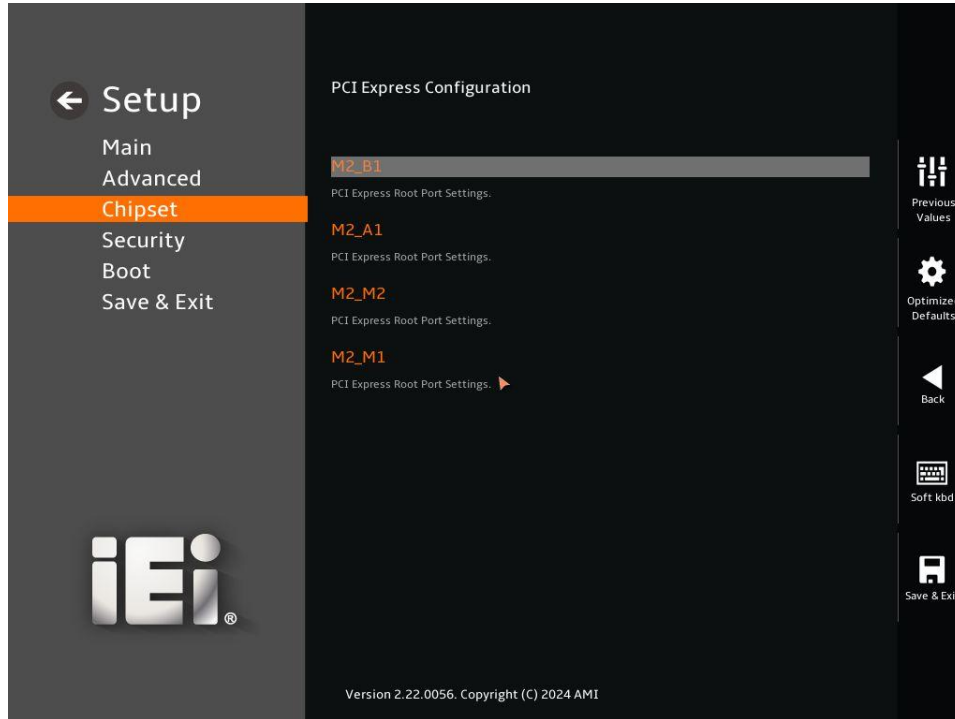 Setup
Main
Advanced
Chipset
Security
Boot
Save & Exit
iEi®
PCI Express Configuration
M2_B1
PCI Express Root Port Settings.
M2_A1
PCI Express Root Port Settings.
M2_M2
PCI Express Root Port Settings.
M2_M1
PCI Express Root Port Settings.
Version 2.22.0056. Copyright (C) 2024 AMI
Previous
Values
Optimize
Defaults
Back
Soft kbd
Save & Exi